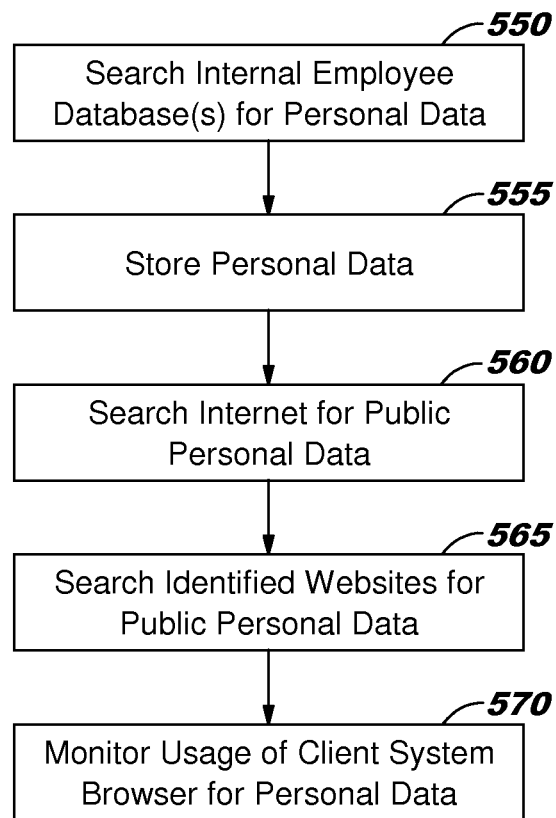 550
Search Internal Employee
Database(s) for Personal Data
555
Store Personal Data
560
Search Internet for Public
Personal Data
565
Search Identified Websites for
Public Personal Data
570
Monitor Usage of Client System
Browser for Personal Data